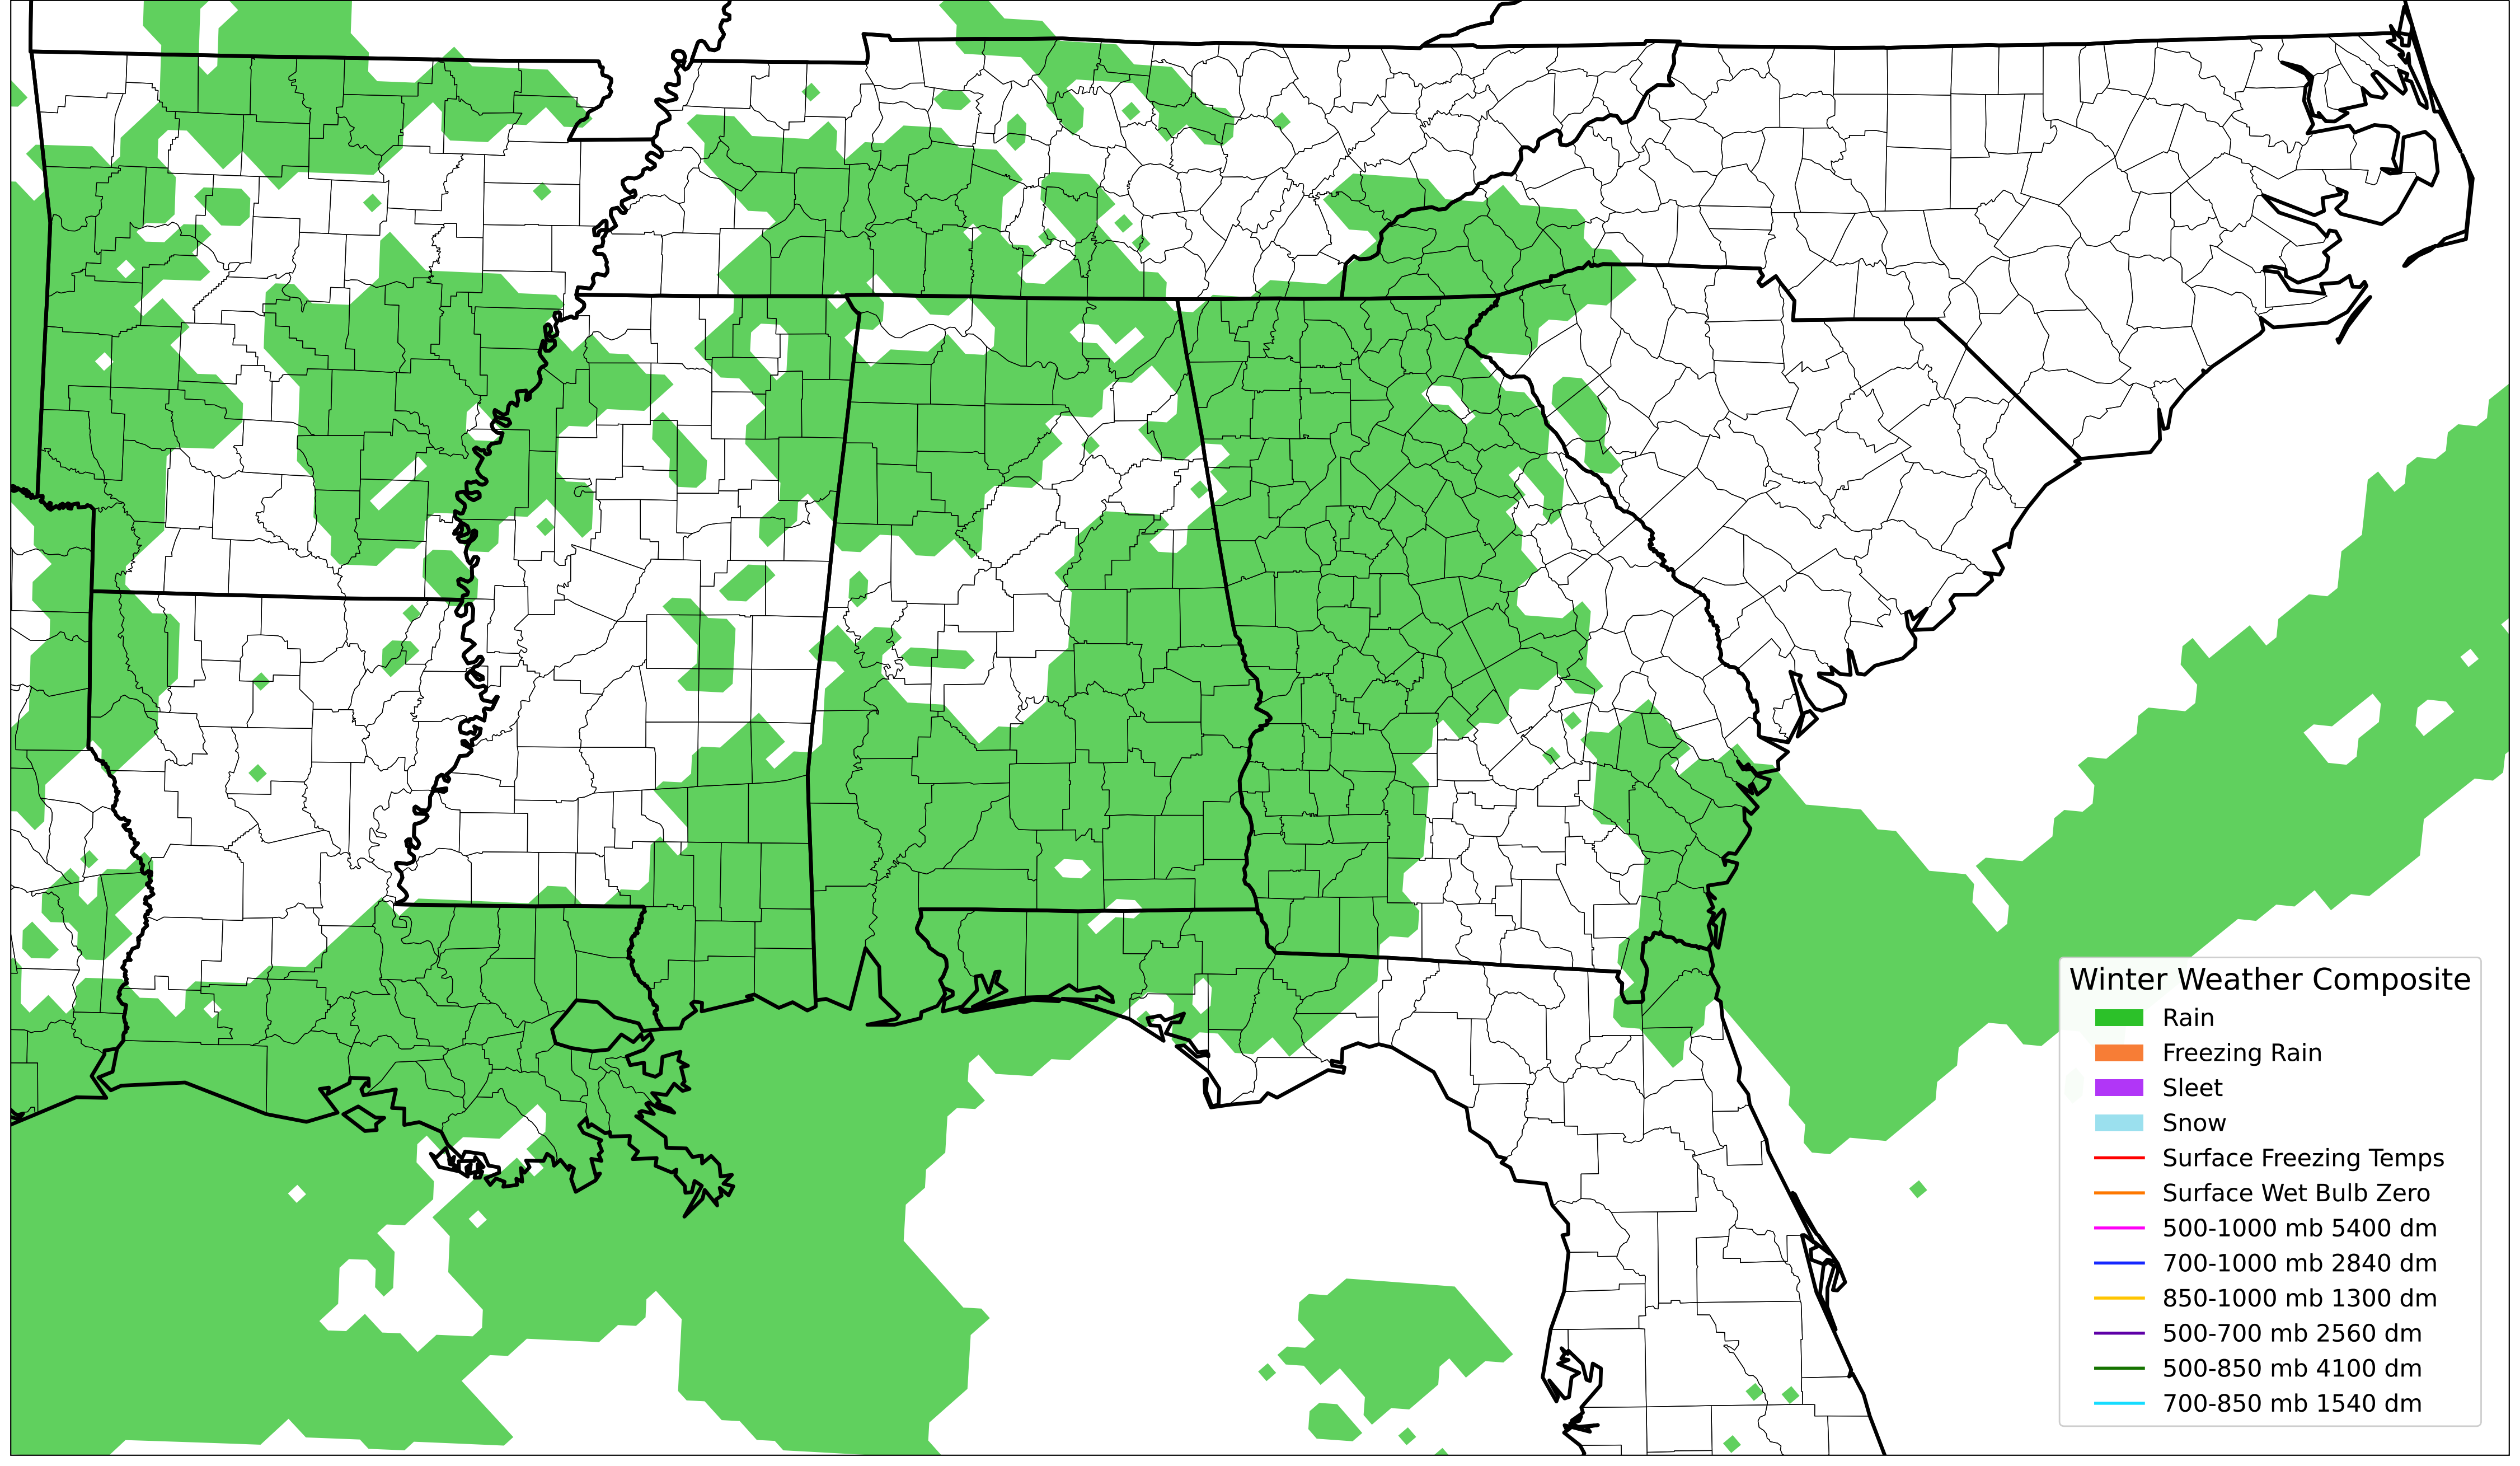 Winter Weather Composite
Rain
Freezing Rain
Sleet
Snow
Surface Freezing Temps
Surface Wet Bulb Zero
500-1000 mb 5400 dm
700-1000 mb 2840 dm
850-1000 mb 1300 dm
500-700 mb 2560 dm
500-850 mb 4100 dm
700-850 mb 1540 dm